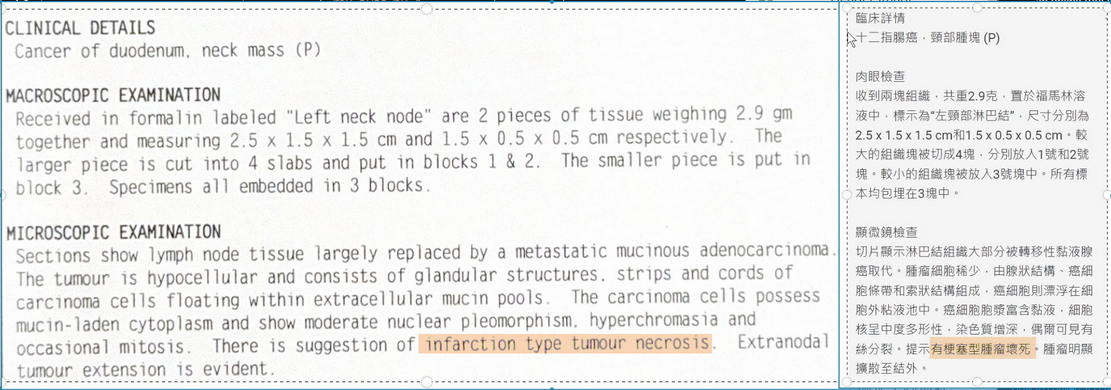 CLINICAL DETAILS
Cancer of duodenum, neck mass (P)
MACROSCOPIC EXAMINATION
Received in formalin labeled "Left neck node" are 2 pieces of tissue weighing 2.9 gm
together and measuring 2.5 x 1.5 x 1.5 cm and 1.5 x 0.5 x 0.5 cm respectively. The
larger piece is cut into 4 slabs and put in blocks 1 & 2. The smaller piece is put in
block 3. Specimens all embedded in 3 blocks.
MICROSCOPIC EXAMINATION
Sections show lymph node tissue largely replaced by a metastatic mucinous adenocarcinoma.
The tumour is hypocellular and consists of glandular structures, strips and cords of
carcinoma cells floating within extracellular mucin pools. The carcinoma cells possess
mucin-laden cytoplasm and show moderate nuclear pleomorphism, hyperchromasia and
occasional mitosis. There is suggestion of infarction type tumour necrosis. Extranodal
tumour extension is evident.
臨床詳情
十二指腸癌，頸部腫塊 (P)
肉眼檢查
收到兩塊組織，共重2.9克，置於福馬林溶
液中，標示為“左頸部淋巴結”，尺寸分別為
2.5 x 1.5 x 1.5 cm和1.5 x 0.5 x 0.5 cm。較
大的組織塊被切成4塊，分別放入1號和2號
塊。較小的組織塊被放入3號塊中。所有標
本均包埋在3塊中。
顯微鏡檢查
切片顯示淋巴結組織大部分被轉移性黏液腺
癌取代。腫瘤細胞稀少，由腺狀結構、癌細
胞條帶和索狀結構組成，癌細胞則漂浮在細
胞外粘液池中。癌細胞胞漿富含黏液，細胞
核呈中度多形性，染色質增深，偶爾可見有
絲分裂。提示有梗塞型腫瘤壞死。腫瘤明顯
擴散至結外。